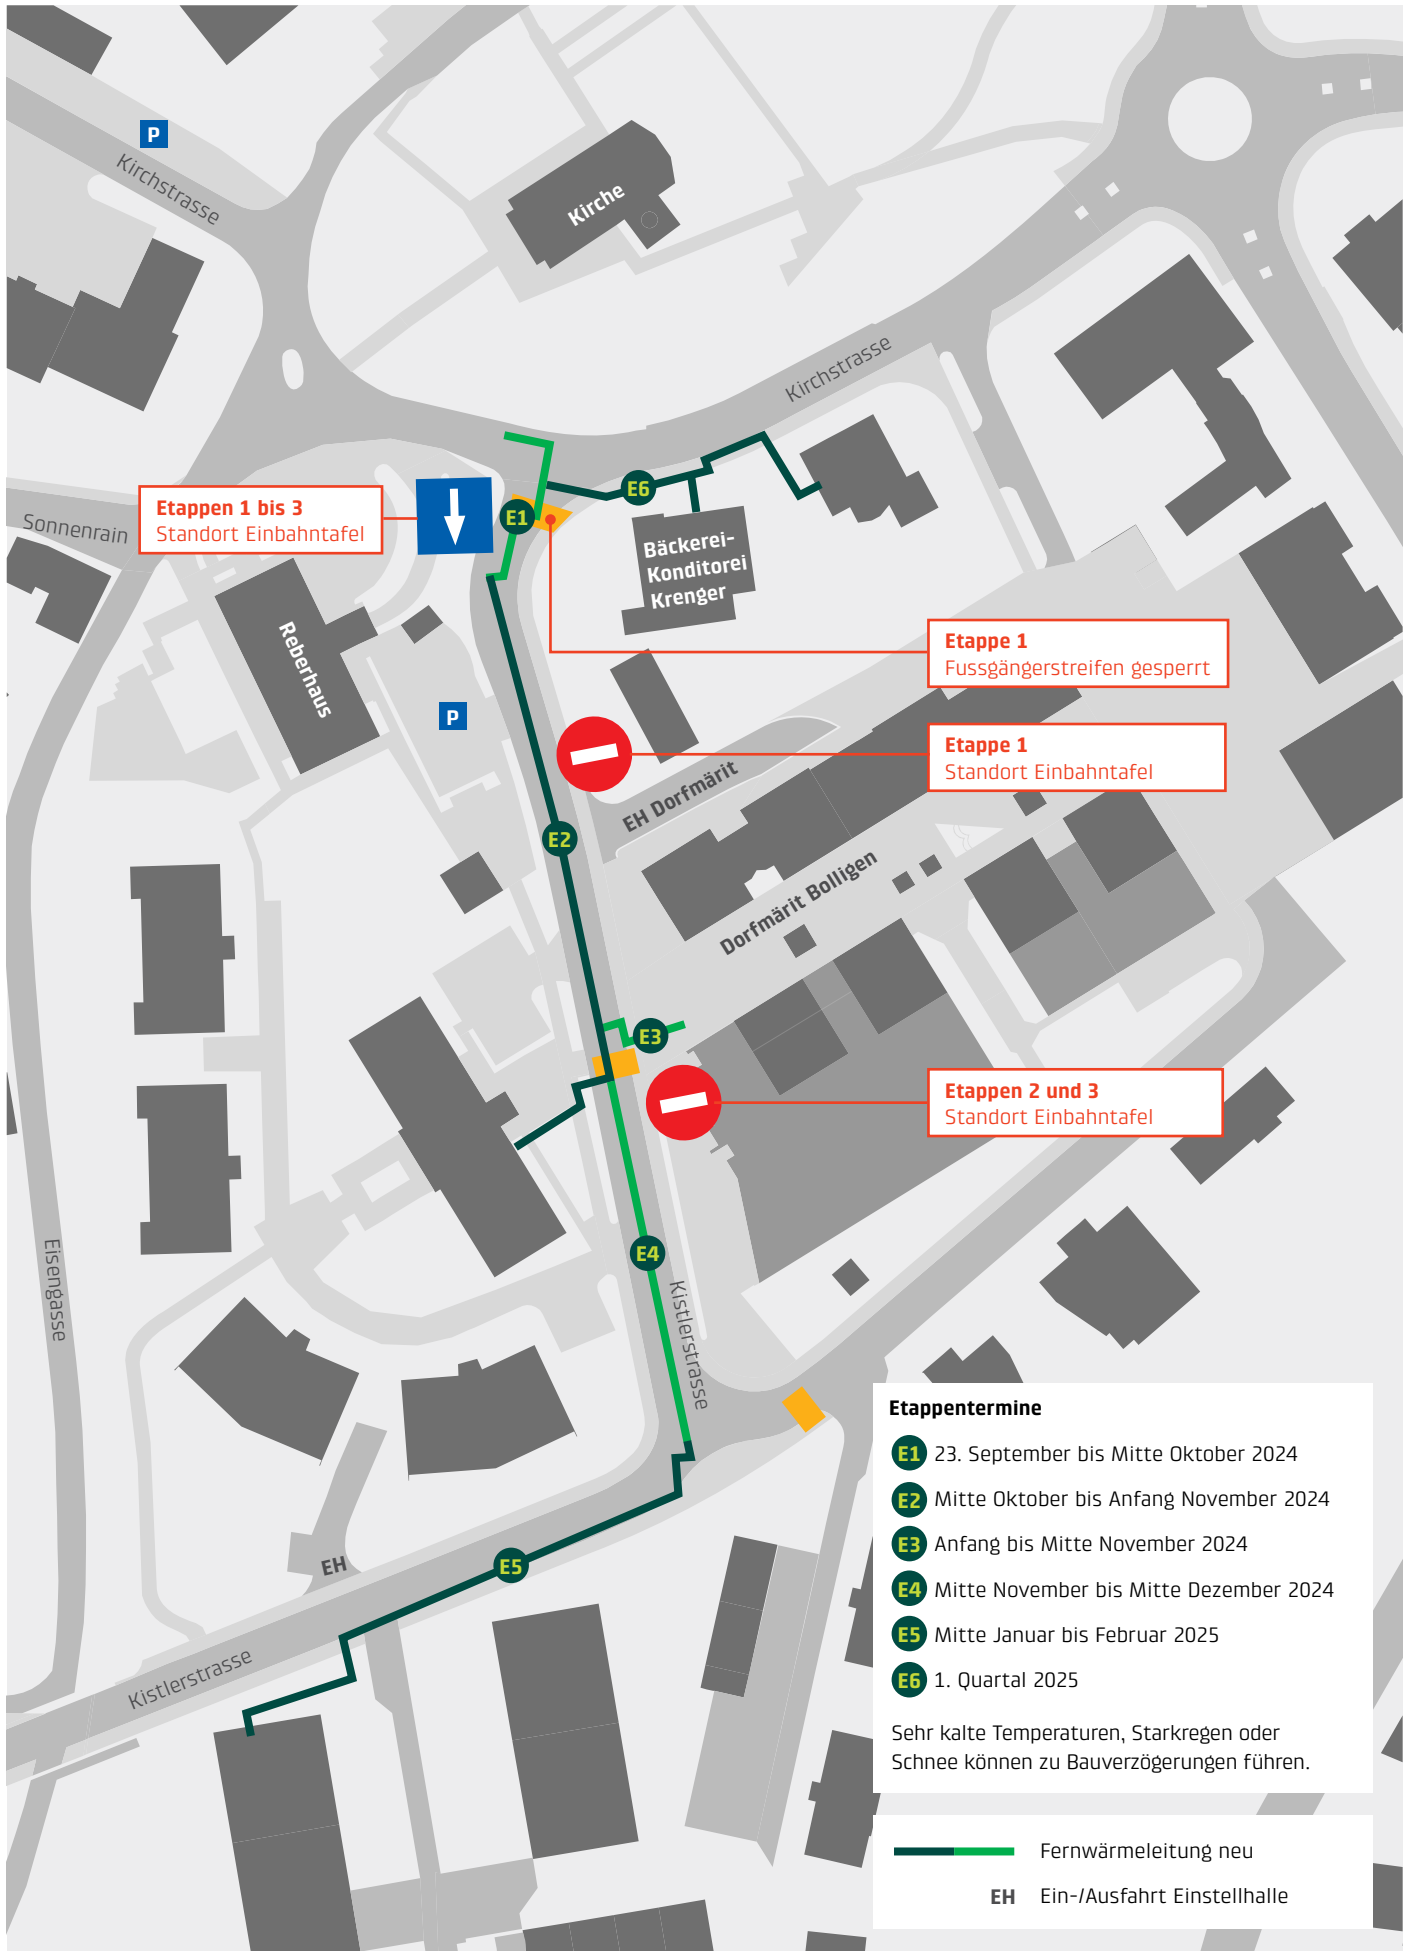 P
Kirchstrasse
Kirche
Kirchstrasse
Sonnenrain
Etappen 1 bis 3
Standort Einbahntafel
E1
E6
Bäckerei-
Konditorei
Krenger
Reberhaus
Etappe 1
Fussgängerstreifen gesperrt
P
Etappe 1
Standort Einbahntafel
EH Dorfmärit
E2
Dorfmärit Bolligen
E3
Etappen 2 und 3
Standort Einbahntafel
Eisengasse
E4
Kistlerstrasse
EH
E5
Kistlerstrasse
Etappentermine
E1 23. September bis Mitte Oktober 2024
E2 Mitte Oktober bis Anfang November 2024
E3 Anfang bis Mitte November 2024
E4 Mitte November bis Mitte Dezember 2024
E5 Mitte Januar bis Februar 2025
E6 1. Quartal 2025
Sehr kalte Temperaturen, Starkregen oder
Schnee können zu Bauverzögerungen führen.
Fernwärmeleitung neu
EH Ein-/Ausfahrt Einstellhalle